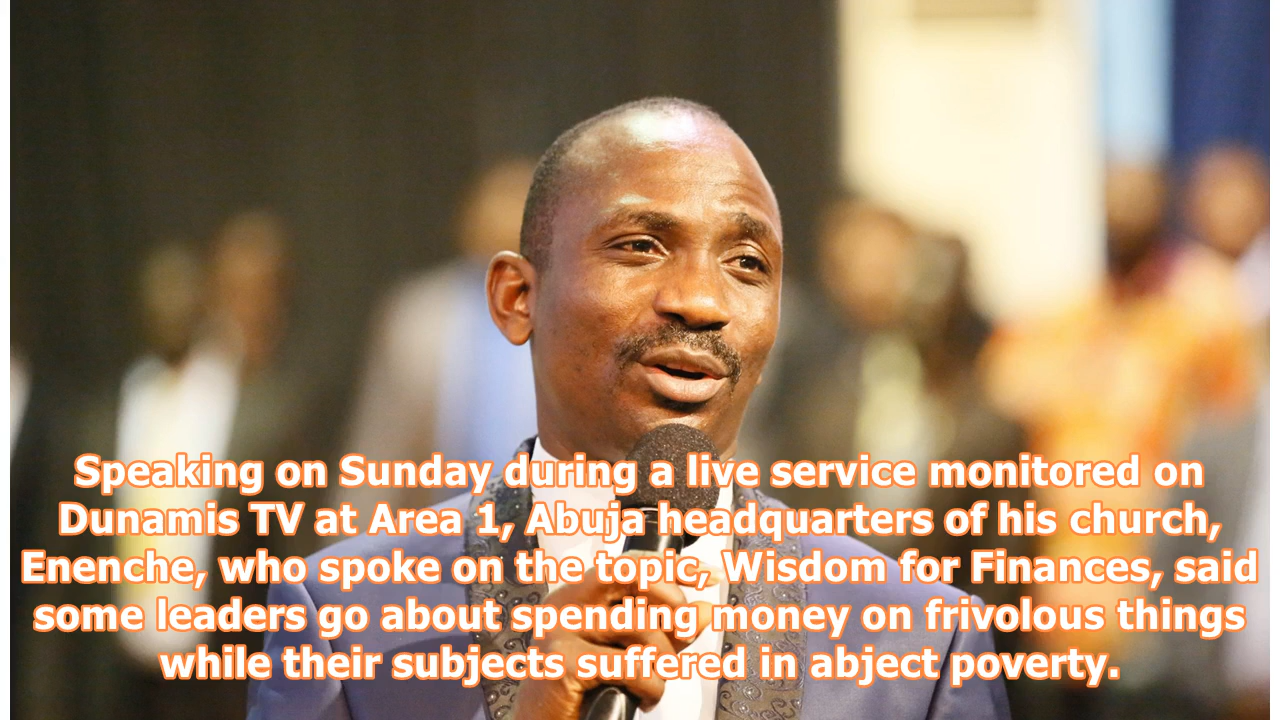 Speaking on Sunday during a live service monitored on
Dunamis TV at Area 1, Abuja headquarters of his church,
Enenche, who spoke on the topic, Wisdom for Finances, said
some leaders go about spending money on frivolous things
while their subjects suffered in abject poverty.